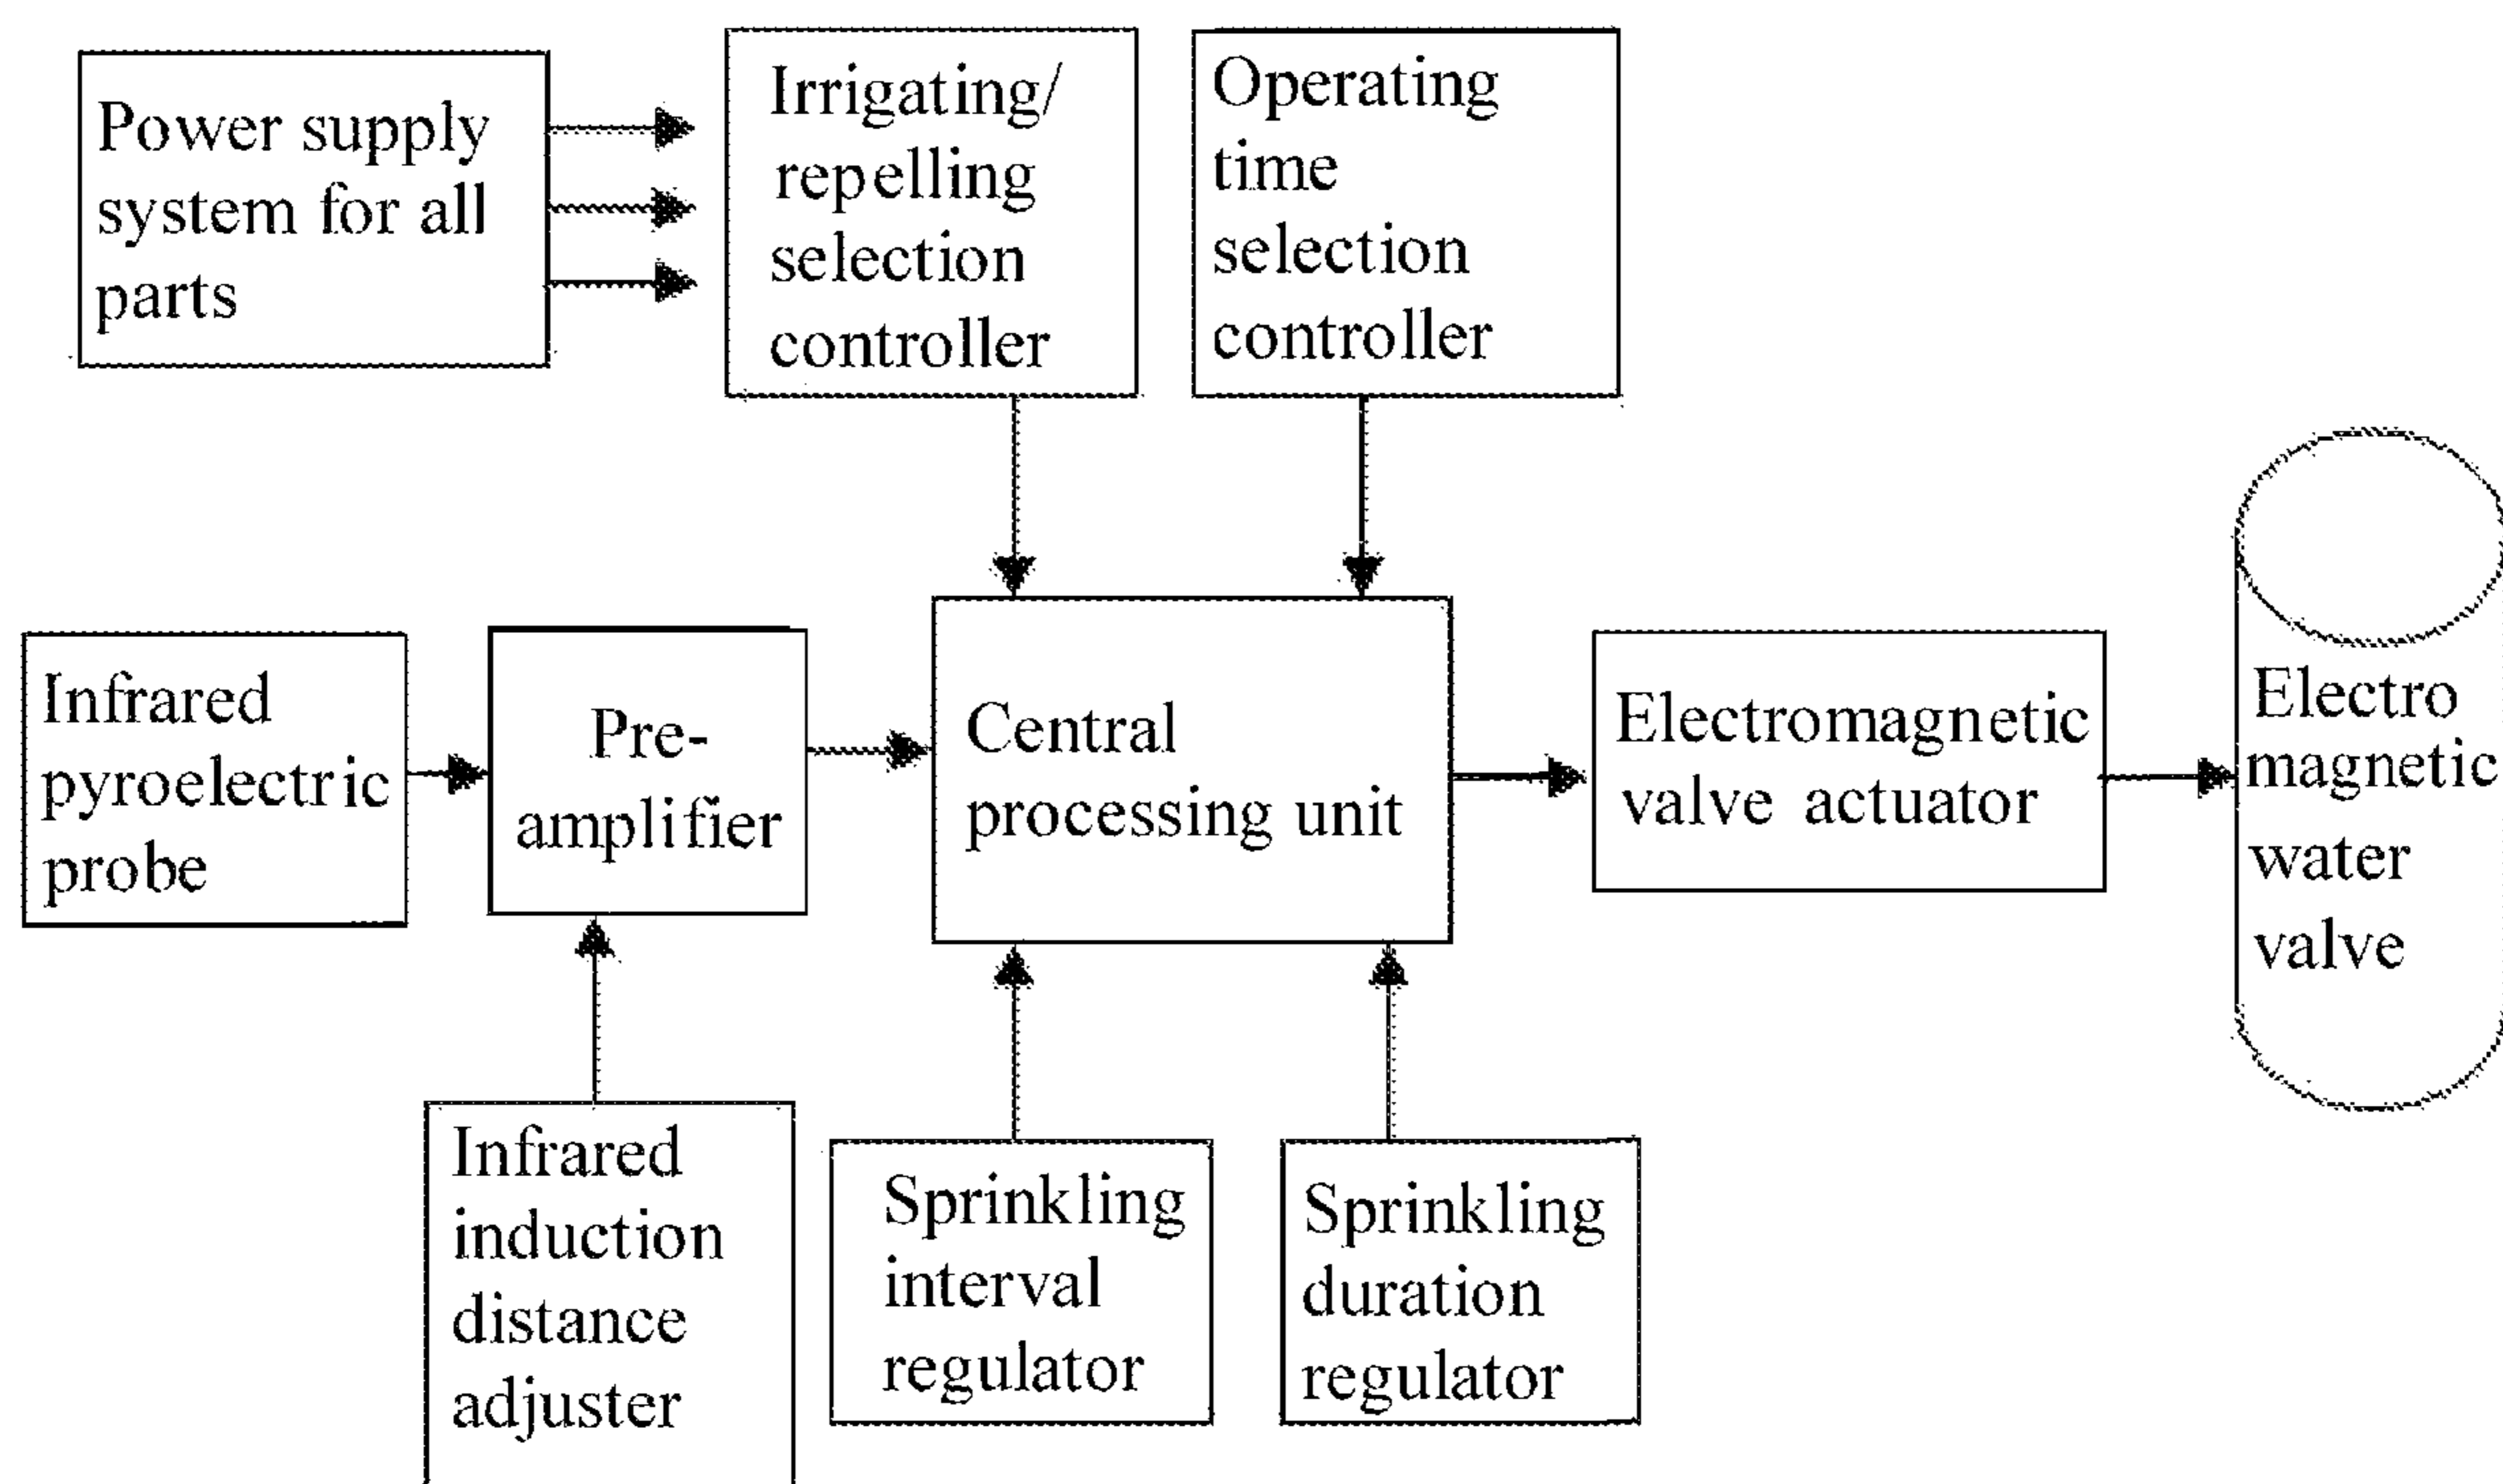 Power supply
system for all
parts
Irrigating/
repelling
selection
controller
Operating
time
selection
controller
Infrared
pyroelectric
probe
Pre-
amplifier
Central
processing unit
Electromagnetic
valve actuator
Electro
magnetic
water
valve
Infrared
induction
distance
adjuster
Sprinkling
interval
regulator
Sprinkling
duration
regulator